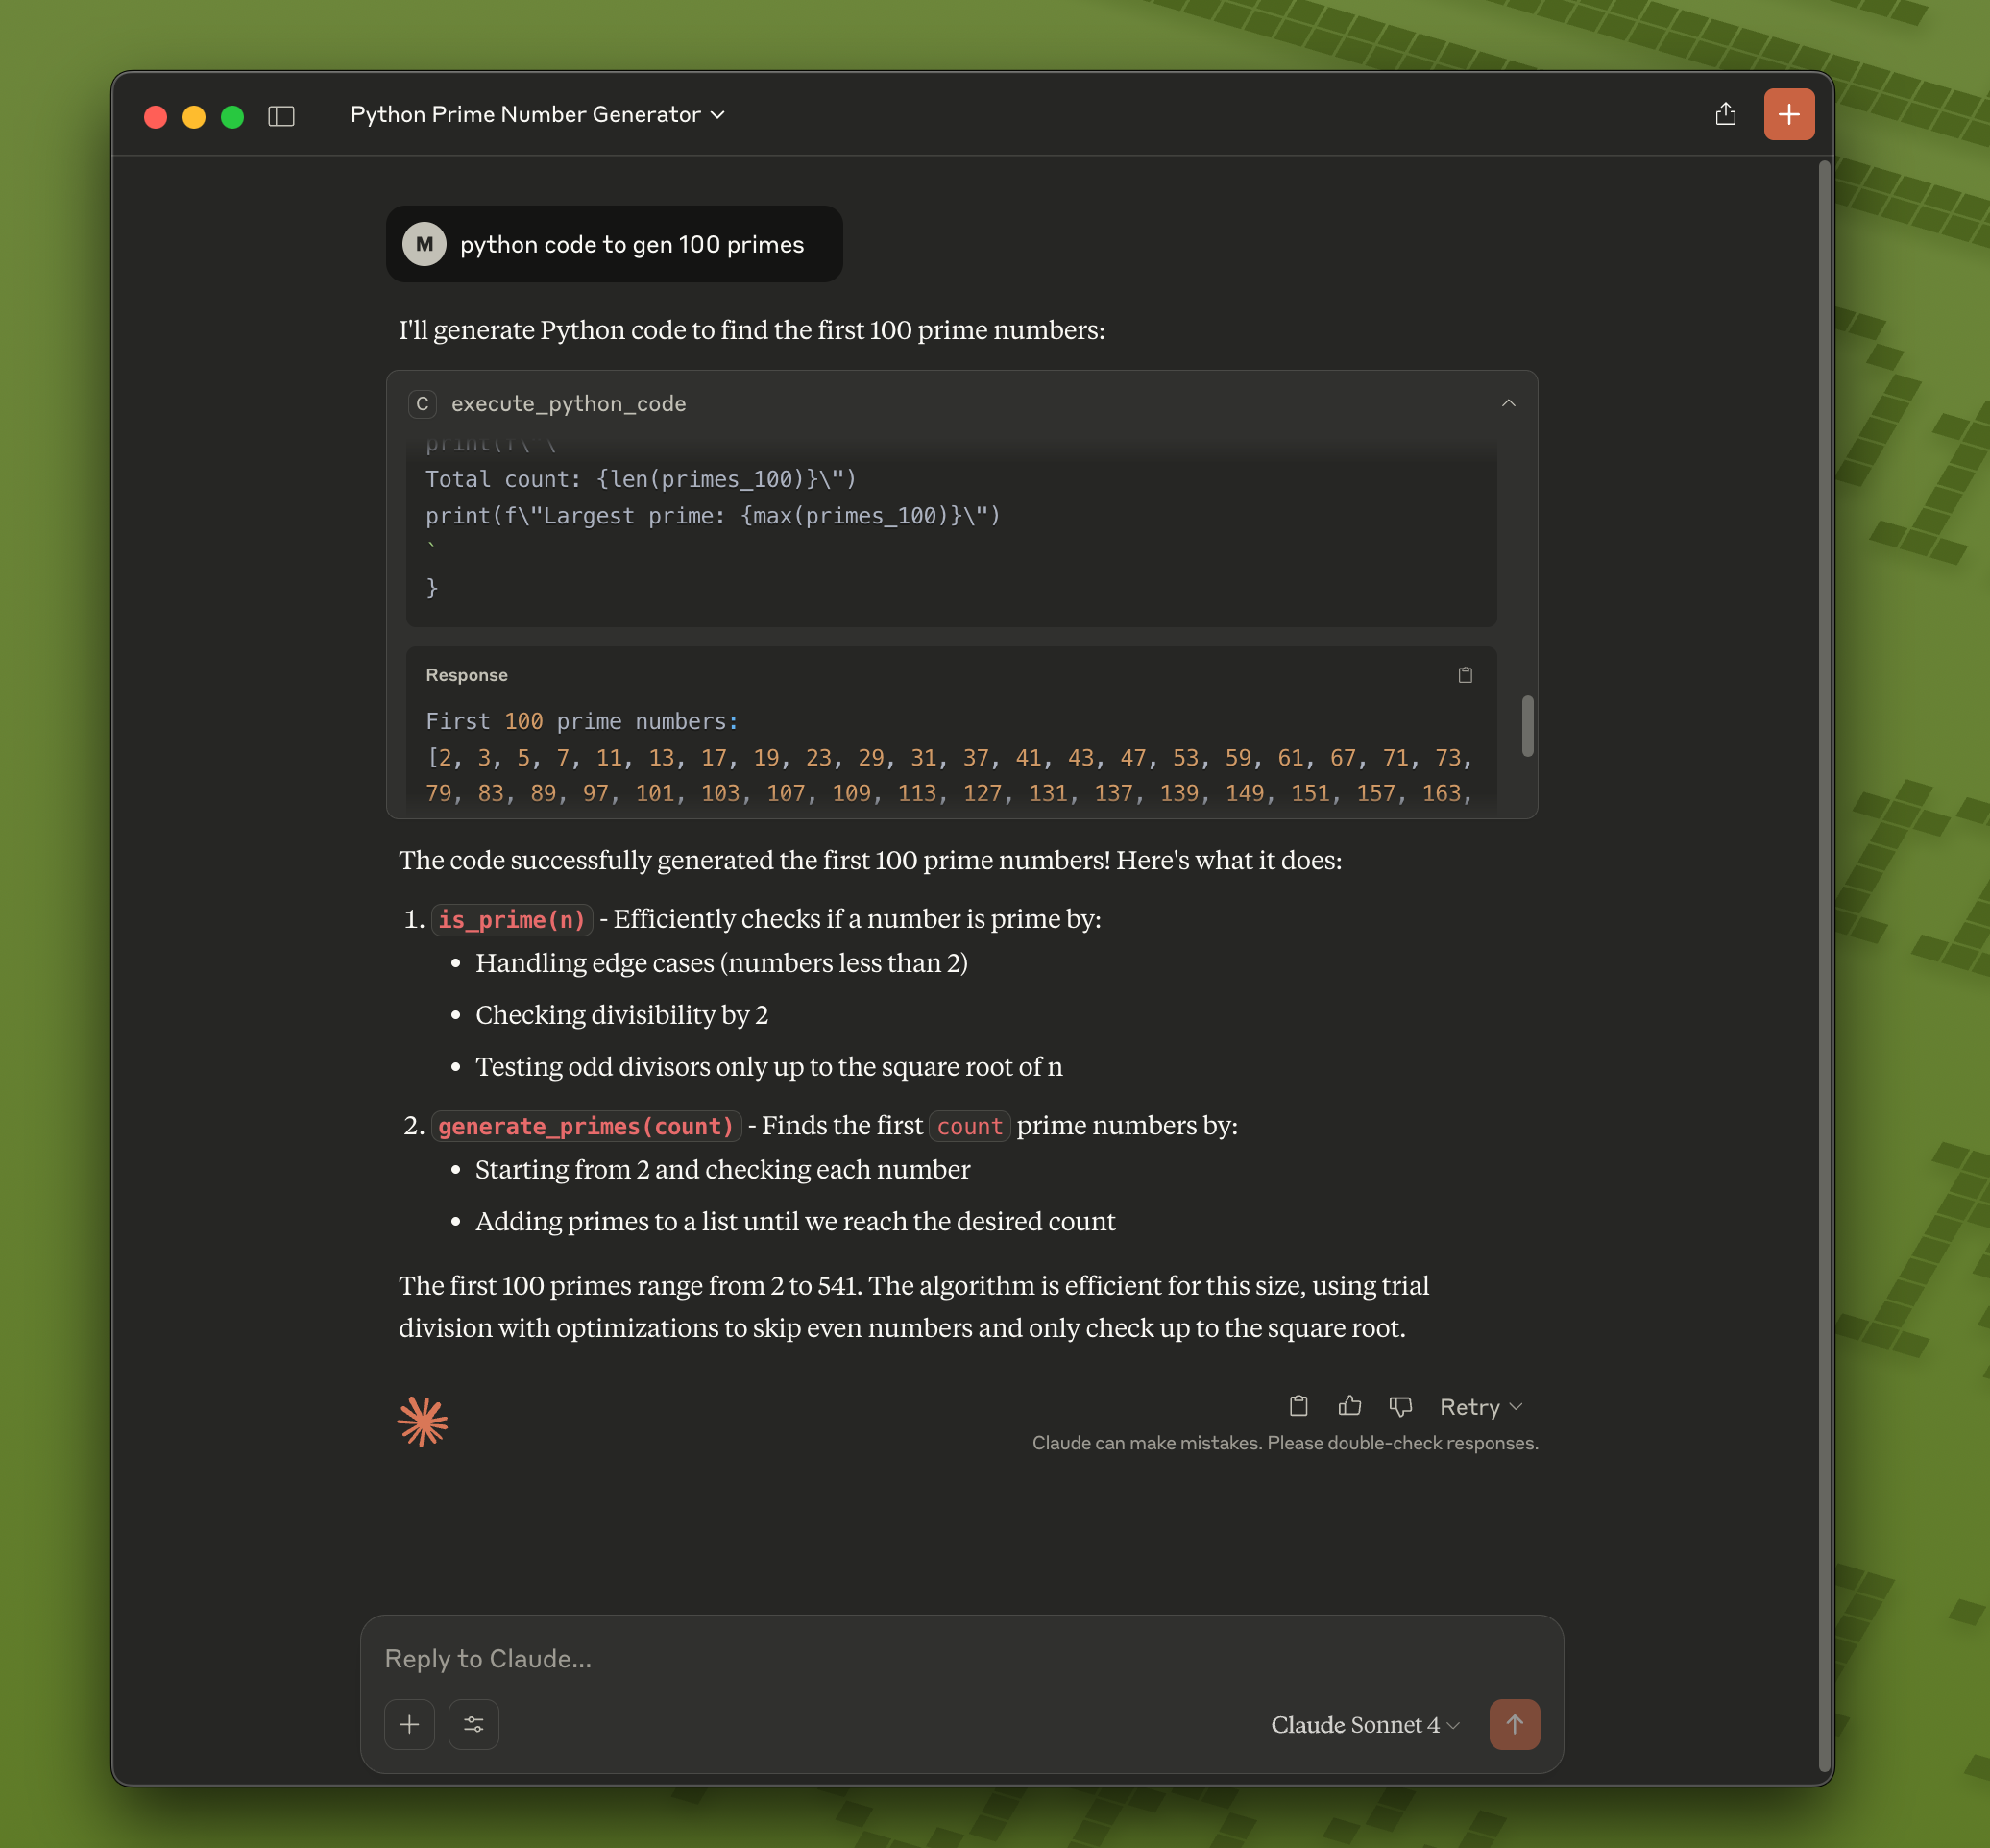 Python Prime Number Generator
M python code to gen 100 primes
I'll generate Python code to find the first 100 prime numbers:
C execute_python_code
print(f\"\
Total count: {len(primes_100)}\")
print(f\"Largest prime: {max(primes_100)}\")
`
}
Response
First 100 prime numbers:
[2, 3, 5, 7, 11, 13, 17, 19, 23, 29, 31, 37, 41, 43, 47, 53, 59, 61, 67, 71, 73,
79, 83, 89, 97, 101, 103, 107, 109, 113, 127, 131, 137, 139, 149, 151, 157, 163,
The code successfully generated the first 100 prime numbers! Here's what it does:
1. is_prime(n) - Efficiently checks if a number is prime by:
• Handling edge cases (numbers less than 2)
• Checking divisibility by 2
• Testing odd divisors only up to the square root of n
2. generate_primes(count) - Finds the first count prime numbers by:
• Starting from 2 and checking each number
• Adding primes to a list until we reach the desired count
The first 100 primes range from 2 to 541. The algorithm is efficient for this size, using trial
division with optimizations to skip even numbers and only check up to the square root.
Retry
Claude can make mistakes. Please double-check responses.
Reply to Claude...
Claude Sonnet 4